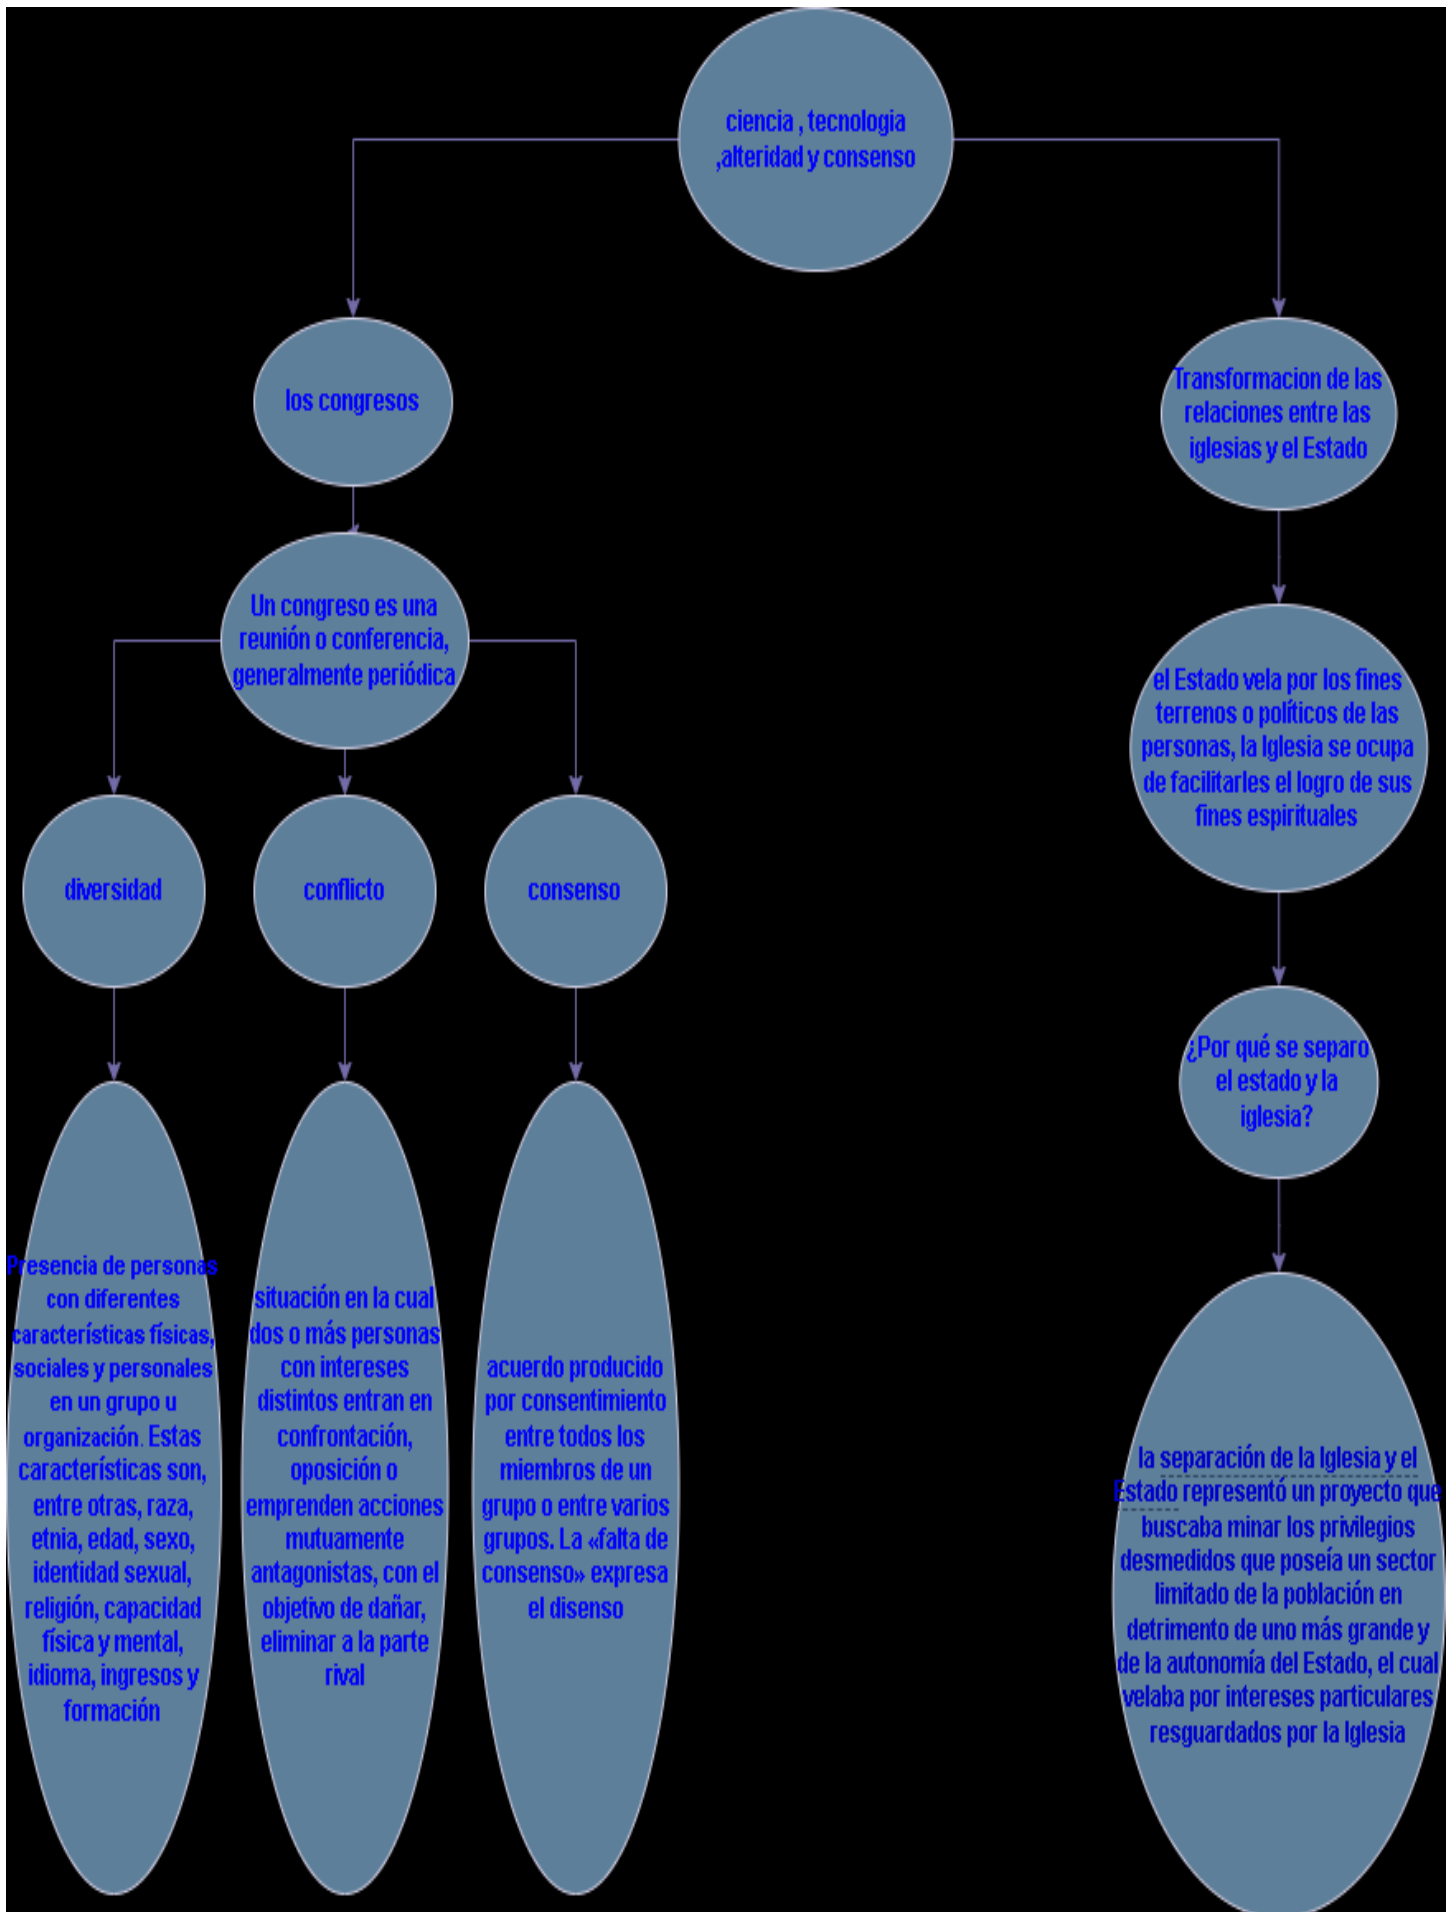 ciencia , tecnologia
,alteridad y consenso
los congresos
Transformacion de las
relaciones entre las
iglesias y el Estado
Un congreso es una
reunión o conferencia,
generalmente periódica
el Estado vela por los fines
terrenos o políticos de las
personas, la Iglesia se ocupa
de facilitarles el logro de sus
fines espirituales
diversidad
conflicto
consenso
¿Por qué se separo
el estado y la
iglesia?
Presencia de personas
con diferentes
características físicas,
sociales y personales
en un grupo u
organización. Estas
características son,
entre otras, raza,
etnia, edad, sexo,
identidad sexual,
religión, capacidad
física y mental,
idioma, ingresos y
formación
situación en la cual
dos o más personas
con intereses
distintos entran en
confrontación,
oposición o
emprenden acciones
mutuamente
antagonistas, con el
objetivo de dañar,
eliminar a la parte
rival
acuerdo producido
por consentimiento
entre todos los
miembros de un
grupo o entre varios
grupos. La «falta de
consenso» expresa
el disenso
la separación de la Iglesia y el
Estado representó un proyecto que
buscaba minar los privilegios
desmedidos que poseía un sector
limitado de la población en
detrimento de uno más grande y
de la autonomía del Estado, el cual
velaba por intereses particulares
resguardados por la Iglesia